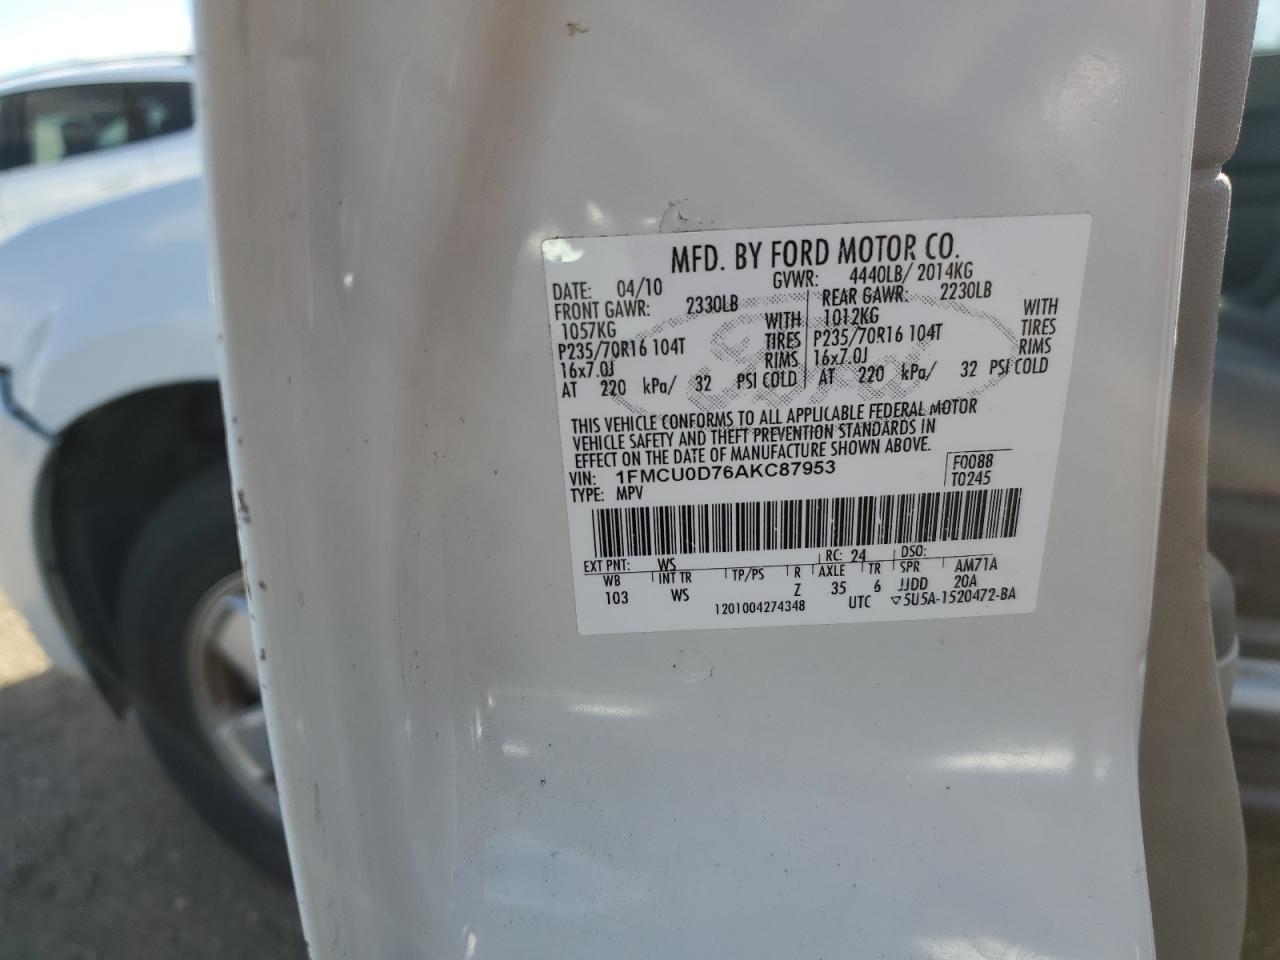 MFD. BY FORD MOTOR CO.
DATE: 04/10 GVWR: 4440LB/ 2014KG
FRONT GAWR: 2330LB REAR GAWR: 2230LB
1057KG WITH 1012KG WITH
P235/70R16 104T TIRES P235/70R16 104T TIRES
16x7.0J RIMS 16x7.0J RIMS
AT 220 kPa/ 32 PSI COLD AT 220 kPa/ 32 PSI COLD
THIS VEHICLE CONFORMS TO ALL APPLICABLE FEDERAL MOTOR
VEHICLE SAFETY AND THEFT PREVENTION STANDARDS IN
EFFECT ON THE DATE OF MANUFACTURE SHOWN ABOVE.
VIN: 1FMCU0D76AKC87953 F0088
TYPE: MPV T0245
EXT PNT: WS RC: 24 DSO:
WB INT TR TP/PS R AXLE TR SPR AM71A
103 WS Z 35 6 JJDD 20A
1201004274348 UTC ▽5U5A-1520472-BA